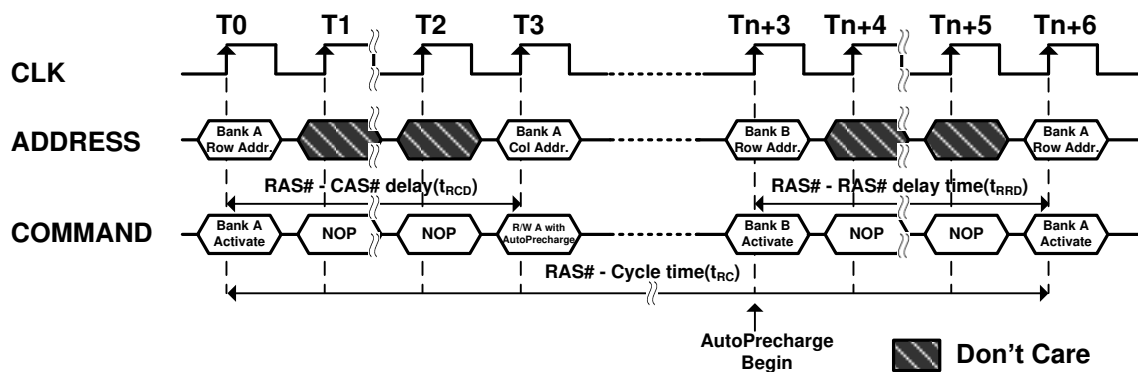 T0 T1 T2 T3 Tn+3 Tn+4 Tn+5 Tn+6
CLK
ADDRESS
Bank A
Row Addr.
Bank A
Col Addr.
Bank B
Row Addr.
Bank A
Row Addr.
RAS# - CAS# delay(tRCD)
RAS# - RAS# delay time(tRRD)
COMMAND
Bank A
Activate
NOP
NOP
R/W A with
AutoPrecharge
Bank B
Activate
NOP
NOP
Bank A
Activate
RAS# - Cycle time(tRC)
AutoPrecharge
Begin
Don't Care